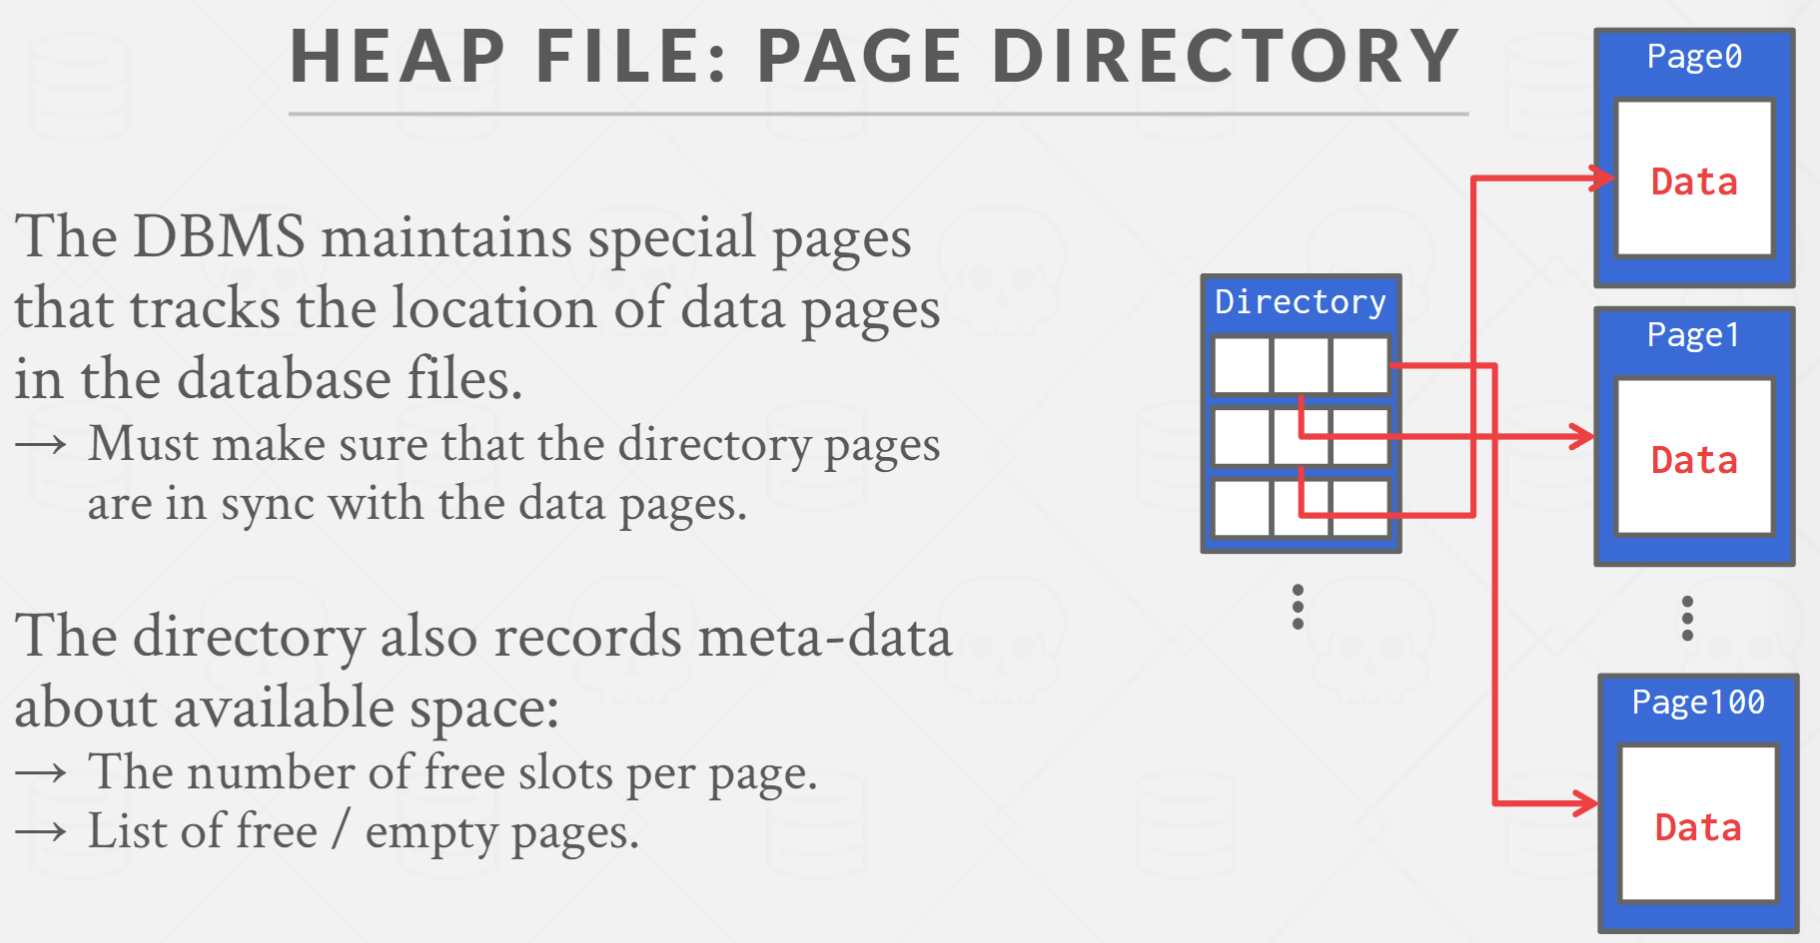 HEAP FILE: PAGE DIRECTORY
The DBMS maintains special pages
that tracks the location of data pages
in the database files.
→ Must make sure that the directory pages
are in sync with the data pages.
The directory also records meta-data
about available space:
→ The number of free slots per page.
→ List of free / empty pages.
Directory
Page0
Data
Page1
Data
Page100
Data